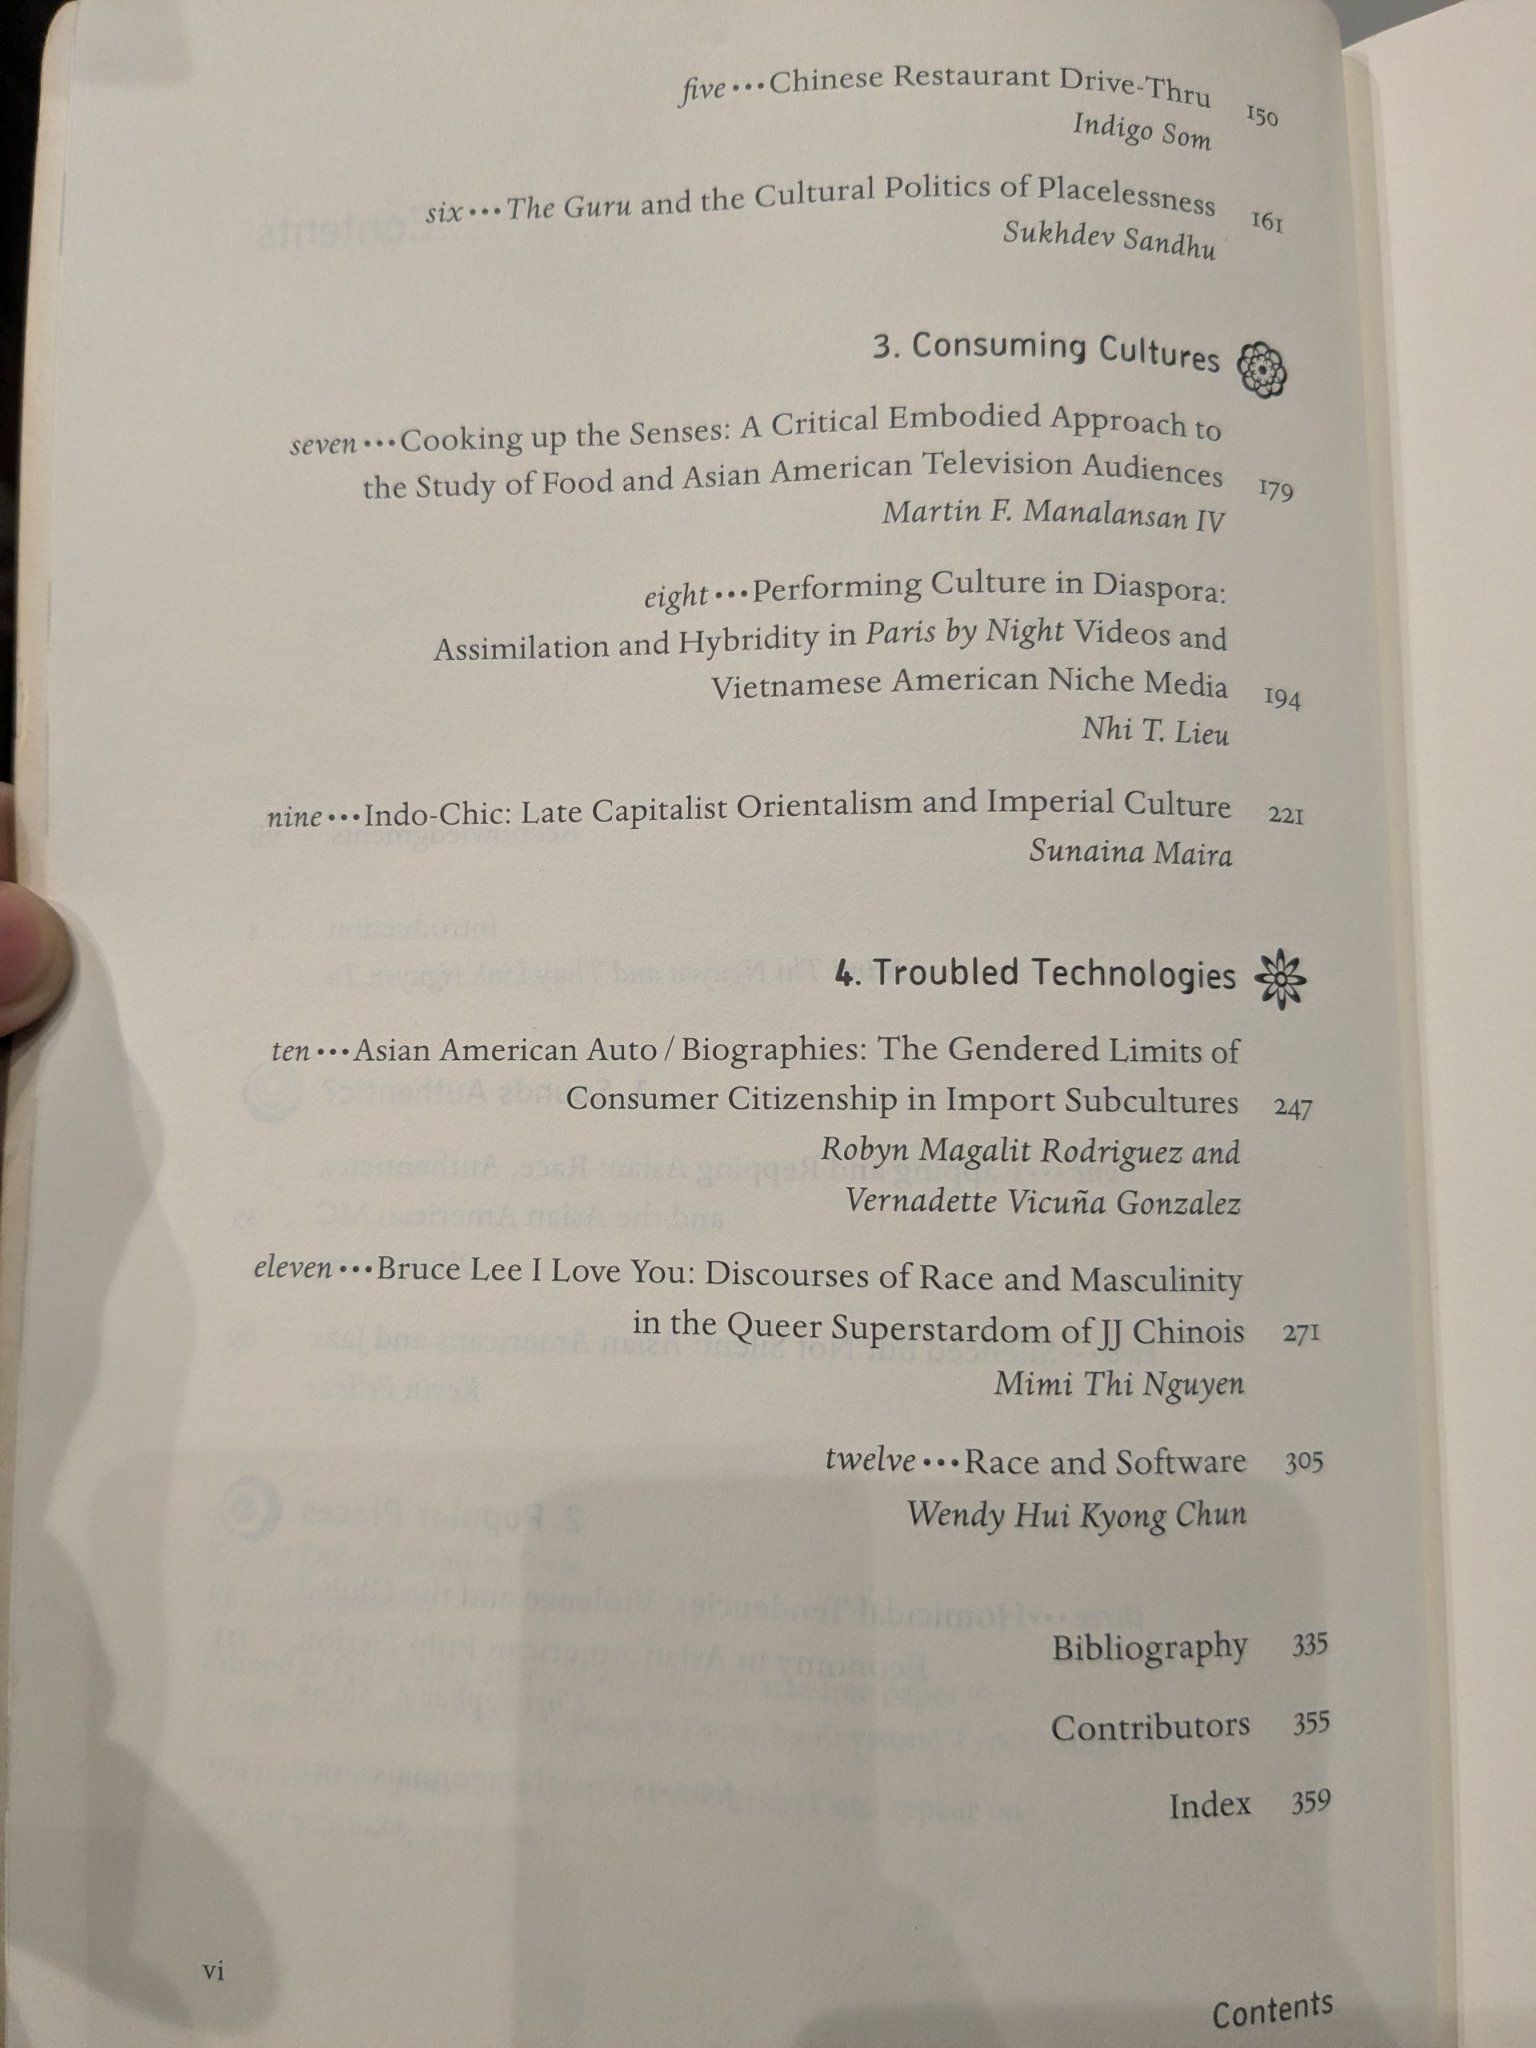 five•••Chinese Restaurant Drive-Thru 150
Indigo Som
six•••The Guru and the Cultural Politics of Placelessness 161
Sukhdev Sandhu
3. Consuming Cultures
seven•••Cooking up the Senses: A Critical Embodied Approach to
the Study of Food and Asian American Television Audiences 179
Martin F. Manalansan IV
eight•••Performing Culture in Diaspora:
Assimilation and Hybridity in Paris by Night Videos and
Vietnamese American Niche Media 194
Nhi T. Lieu
nine•••Indo-Chic: Late Capitalist Orientalism and Imperial Culture 221
Sunaina Maira
4. Troubled Technologies
ten•••Asian American Auto / Biographies: The Gendered Limits of
Consumer Citizenship in Import Subcultures 247
Robyn Magalit Rodriguez and
Vernadette Vicuña Gonzalez
eleven•••Bruce Lee I Love You: Discourses of Race and Masculinity
in the Queer Superstardom of JJ Chinois 271
Mimi Thi Nguyen
twelve•••Race and Software 305
Wendy Hui Kyong Chun
Bibliography 335
Contributors 355
Index 359
vi
Contents